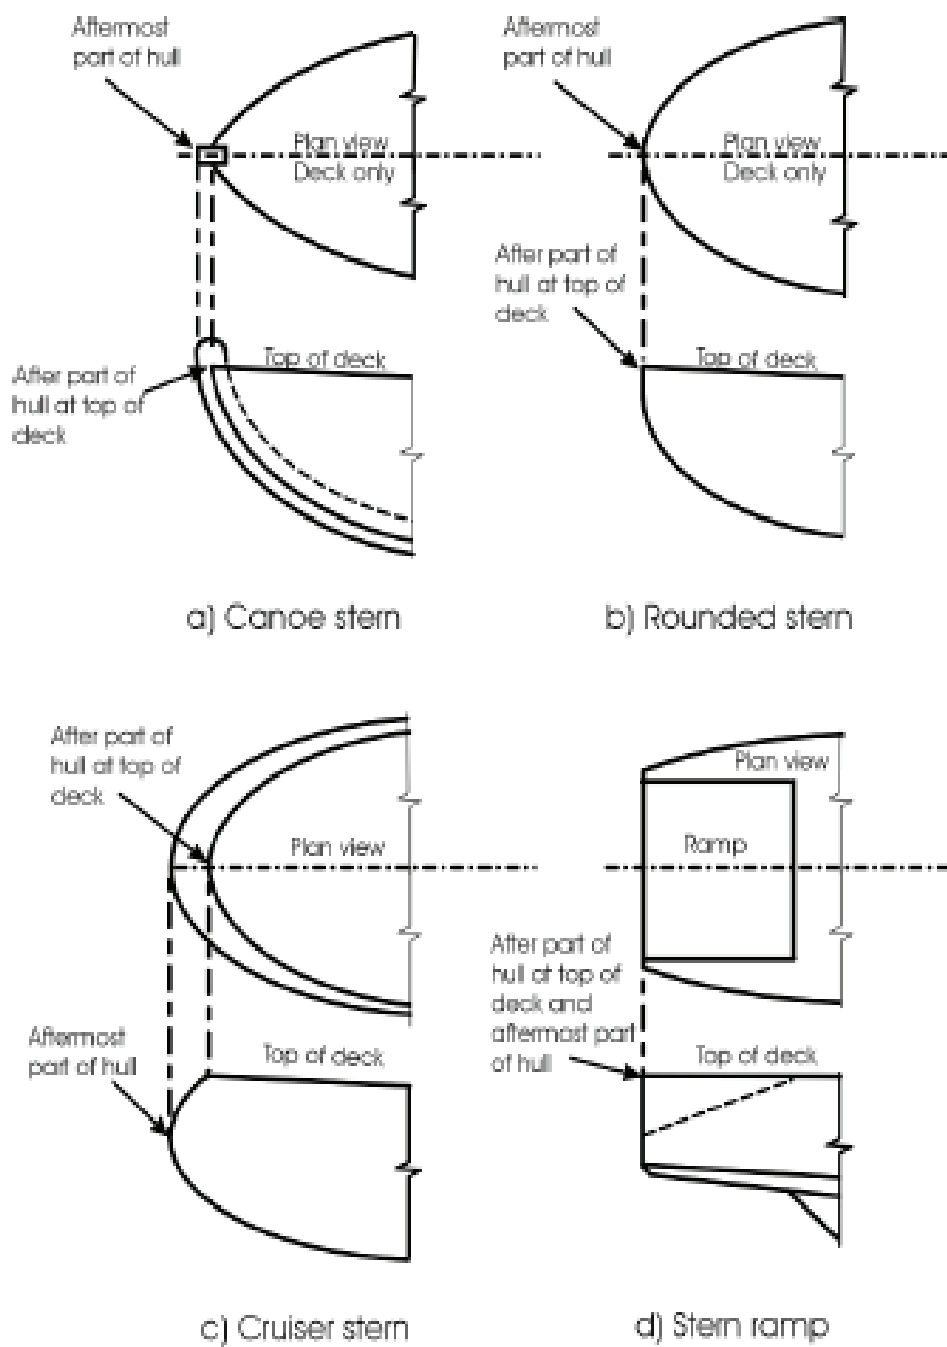 Aftermost
part of hull
Plan view
Deck only
After part of
hull at top of
deck
Top of deck
a) Canoe stern
Aftermost
part of hull
Plan view
Deck only
After part of
hull at top of
deck
Top of deck
b) Rounded stern
After part of
hull at top of
deck
Plan view
Aftermost
part of hull
Top of deck
c) Cruiser stern
Plan view
Ramp
After part of
hull at top of
deck and
aftermost part
of hull
Top of deck
d) Stern ramp